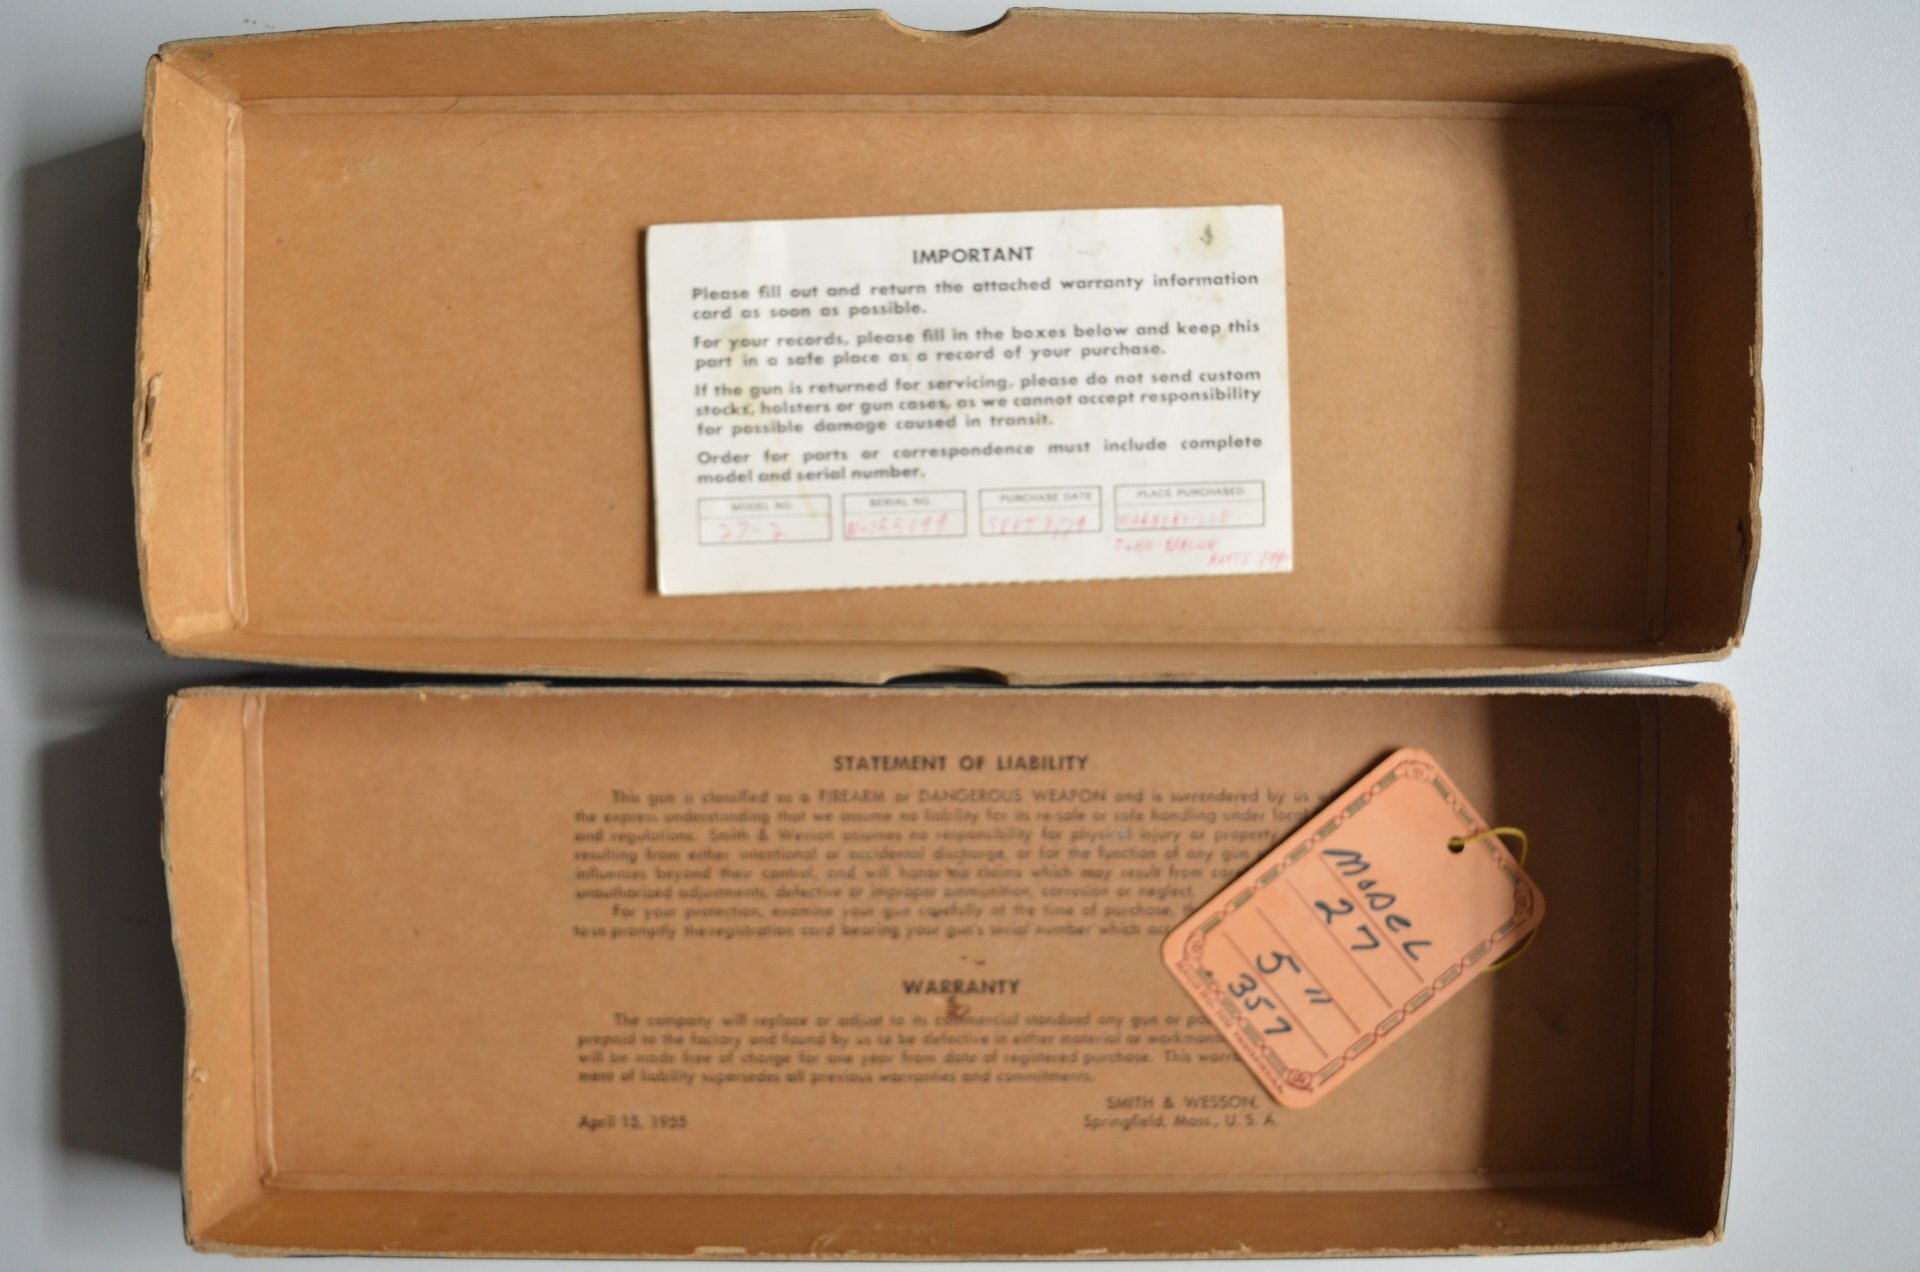 IMPORTANT
Please fill out and return the attached warranty information
card as soon as possible.
For your records, please fill in the boxes below and keep this
part in a safe place as a record of your purchase.
If the gun is returned for servicing, please do not send custom
stocks, holsters or gun cases, as we cannot accept responsibility
for possible damage caused in transit.
Order for parts or correspondence must include complete
model and serial number.
MODEL NO. SERIAL NO. PURCHASE DATE PLACE PURCHASED
27-2
STATEMENT OF LIABILITY
This gun is classified as a FIREARM or DANGEROUS WEAPON and is surrendered by us
the express understanding that we assume no liability for its re-sale or safe handling under
and regulations. Smith & Wesson assumes no responsibility for physical injury or property
resulting from either intentional or accidental discharge, or for the function of any gun
influences beyond their control, and will honor no claims which may result from
unauthorized adjustments, defective or improper ammunition, corrosion or neglect.
For your protection, examine your gun carefully at the time of purchase,
to us promptly the registration card bearing your gun's serial number which
WARRANTY
The company will replace or adjust to its commercial standard any gun or
prepaid to the factory and found by us to be defective in either material or
will be made free of charge for one year from date of registered purchase. This
ment of liability supersedes all previous warranties and commitments.
SMITH & WESSON,
April 15, 1955 Springfield, Mass., U. S. A.
MODEL
27
5"
357